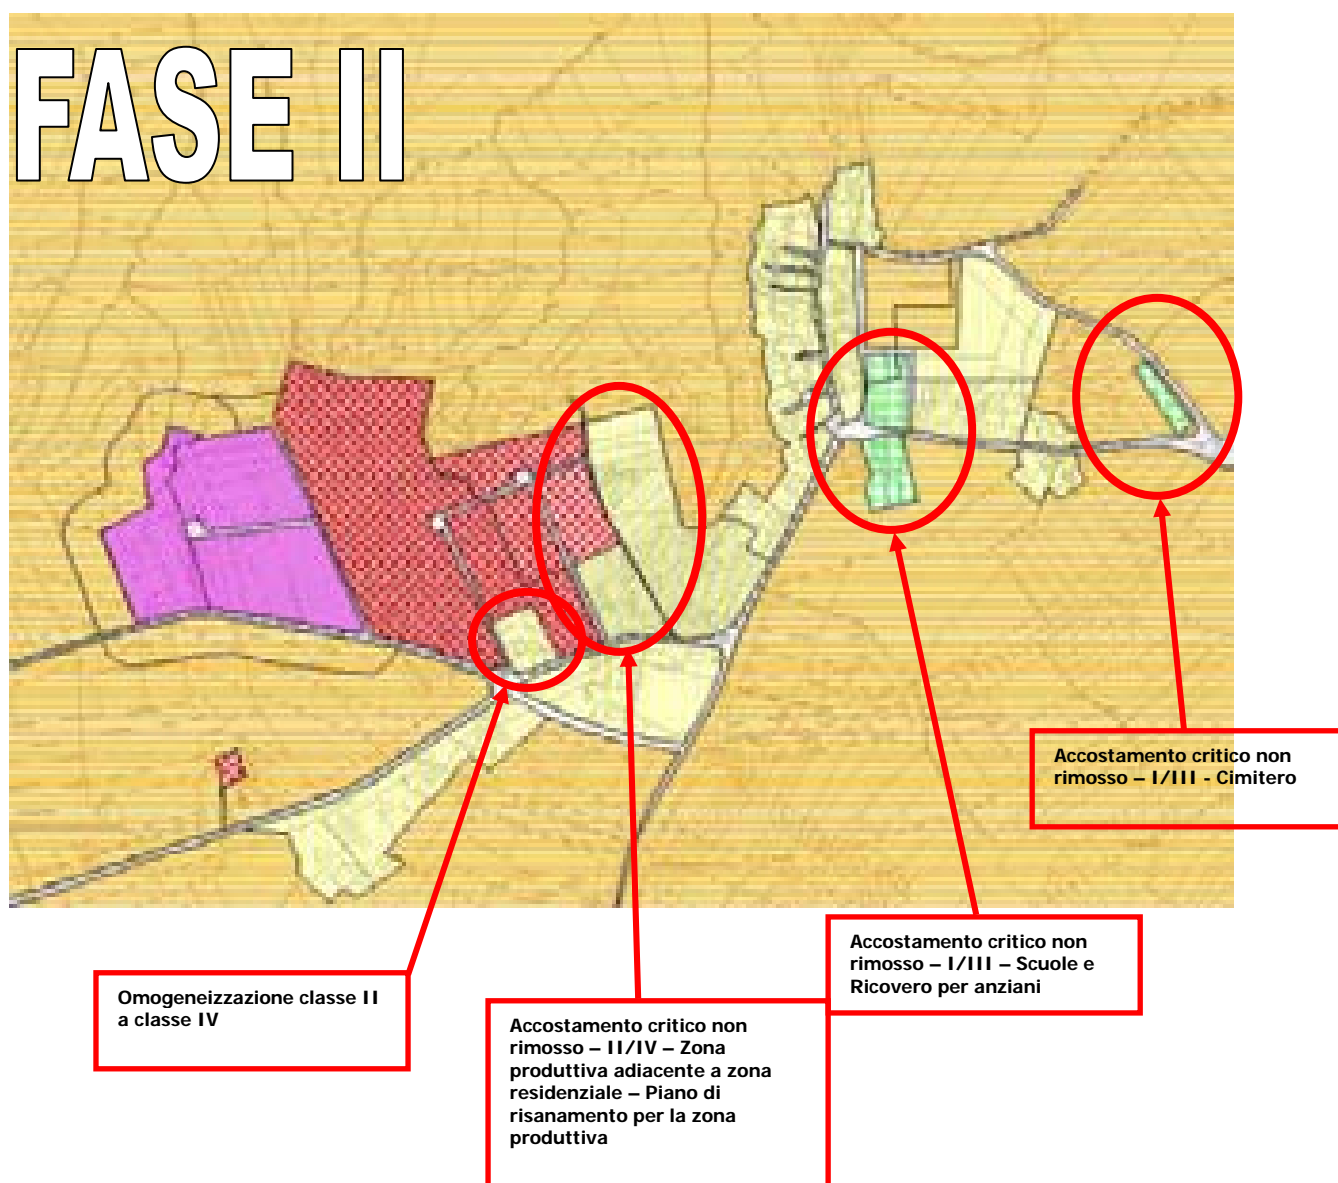 FASE II
Accostamento critico non
rimosso – I/III - Cimitero
Accostamento critico non
rimosso – I/III – Scuole e
Ricovero per anziani
Omogeneizzazione classe II
a classe IV
Accostamento critico non
rimosso – II/IV – Zona
produttiva adiacente a zona
residenziale – Piano di
risanamento per la zona
produttiva